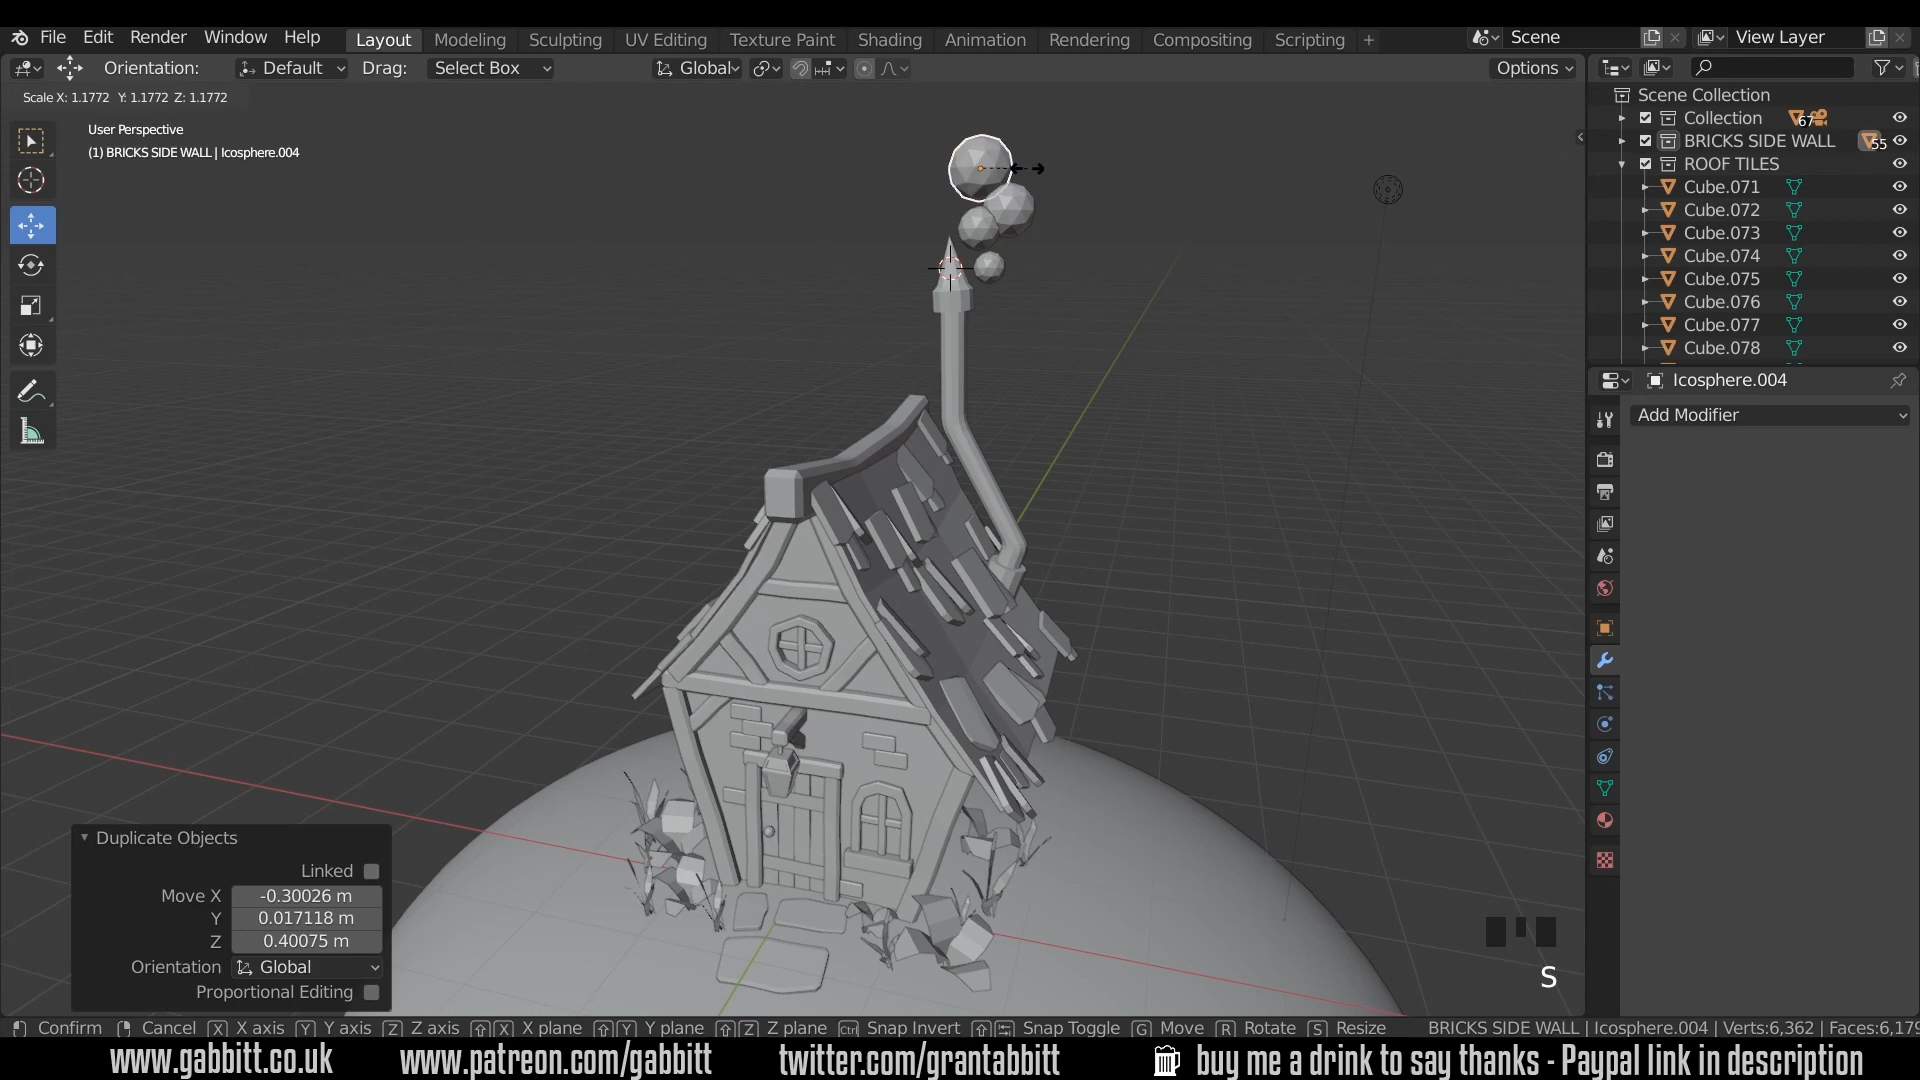 File Edit Render Window Help Layout Modeling Sculpting UV Editing Texture Paint Shading Animation Rendering Compositing Scripting + Scene View Layer
Orientation: Default Drag: Select Box Global Options
Scale X: 1.1772 Y: 1.1772 Z: 1.1772
User Perspective
(1) BRICKS SIDE WALL | Icosphere.004
Scene Collection
Collection 67
BRICKS SIDE WALL 55
ROOF TILES
Cube.071
Cube.072
Cube.073
Cube.074
Cube.075
Cube.076
Cube.077
Cube.078
Icosphere.004
Add Modifier
Duplicate Objects
Linked
Move X -0.30026 m
Y 0.017118 m
Z 0.40075 m
Orientation Global
Proportional Editing
S
Confirm Cancel X X axis Y Y axis Z Z axis X X plane Y Y plane Z Z plane Ctrl Snap Invert Snap Toggle G Move R Rotate S Resize BRICKS SIDE WALL | Icosphere.004 | Verts:6,362 | Faces:6,179
www.gabbitt.co.uk www.patreon.com/gabbitt twitter.com/grantabbitt buy me a drink to say thanks - Paypal link in description